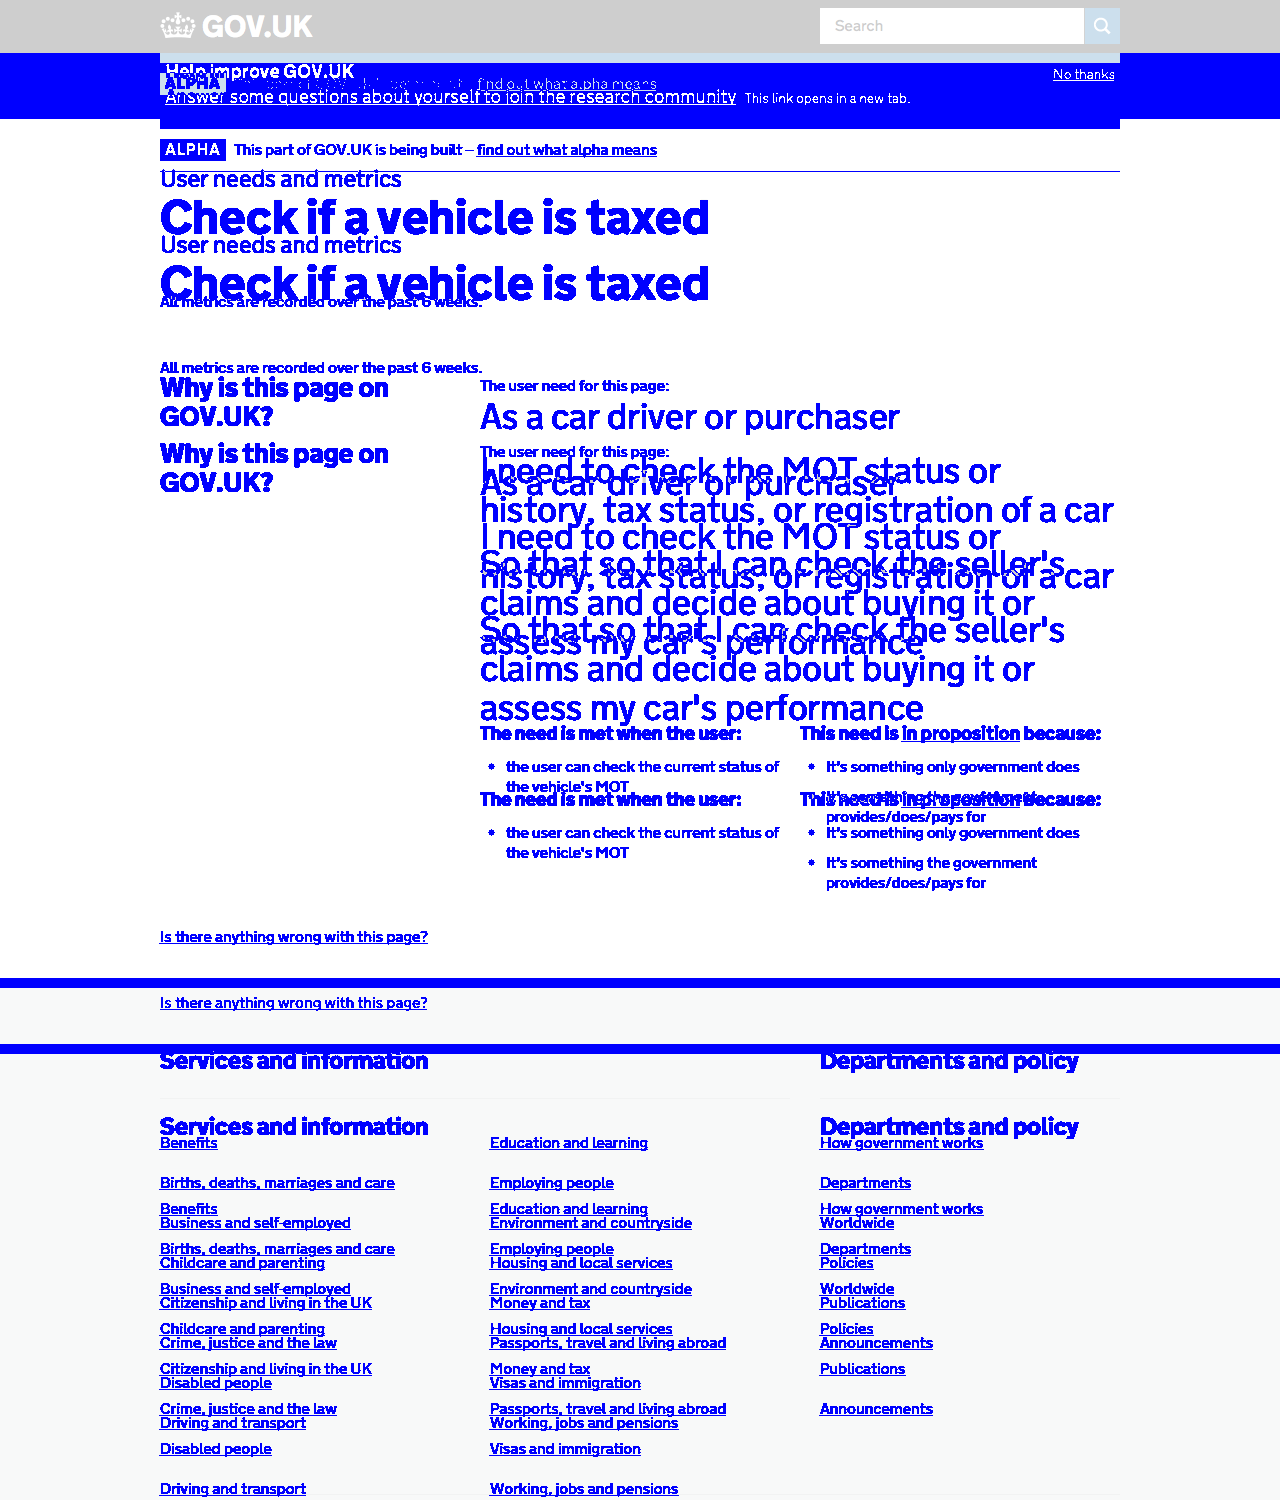 GOV.UK
Search
Help improve GOV.UK
No thanks
ALPHA
find out what alpha means
Answer some questions about yourself to join the research community This link opens in a new tab.
ALPHA This part of GOV.UK is being built – find out what alpha means
User needs and metrics
Check if a vehicle is taxed
User needs and metrics
Check if a vehicle is taxed
All metrics are recorded over the past 6 weeks.
All metrics are recorded over the past 6 weeks.
Why is this page on
GOV.UK?
The user need for this page:
As a car driver or purchaser
Why is this page on
GOV.UK?
The user need for this page:
I need to check the MOT status or
As a car driver or purchaser
history, tax status, or registration of a car
I need to check the MOT status or
So that so that I can check the seller's
history, tax status, or registration of a car
claims and decide about buying it or
So that so that I can check the seller's
assess my car's performance
claims and decide about buying it or
assess my car's performance
The need is met when the user:
This need is in proposition because:
• the user can check the current status of
the vehicle's MOT
• It's something only government does
• It's something the government
provides/does/pays for
The need is met when the user:
This need is in proposition because:
• the user can check the current status of
the vehicle's MOT
• It's something only government does
• It's something the government
provides/does/pays for
Is there anything wrong with this page?
Is there anything wrong with this page?
Services and information
Departments and policy
Services and information
Departments and policy
Benefits
Education and learning
How government works
Births, deaths, marriages and care
Employing people
Departments
Benefits
Education and learning
How government works
Business and self-employed
Environment and countryside
Worldwide
Births, deaths, marriages and care
Employing people
Departments
Childcare and parenting
Housing and local services
Policies
Business and self-employed
Environment and countryside
Worldwide
Citizenship and living in the UK
Money and tax
Publications
Childcare and parenting
Housing and local services
Policies
Crime, justice and the law
Passports, travel and living abroad
Announcements
Citizenship and living in the UK
Money and tax
Publications
Disabled people
Visas and immigration
Crime, justice and the law
Passports, travel and living abroad
Announcements
Driving and transport
Working, jobs and pensions
Disabled people
Visas and immigration
Driving and transport
Working, jobs and pensions